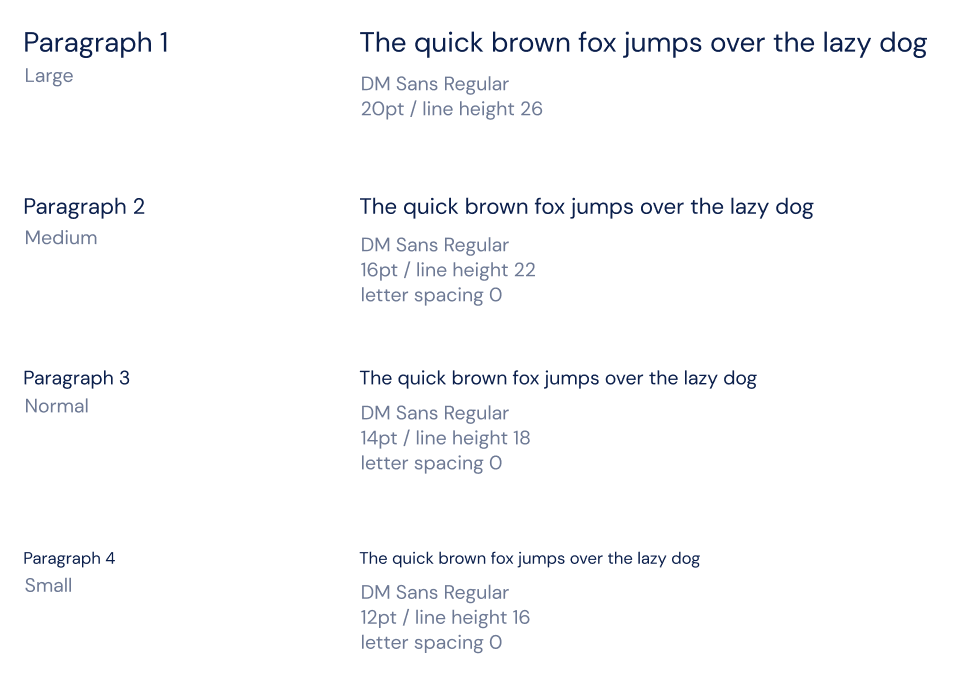 Paragraph 1
Large
The quick brown fox jumps over the lazy dog
DM Sans Regular
20pt / line height 26
Paragraph 2
Medium
The quick brown fox jumps over the lazy dog
DM Sans Regular
16pt / line height 22
letter spacing 0
Paragraph 3
Normal
The quick brown fox jumps over the lazy dog
DM Sans Regular
14pt / line height 18
letter spacing 0
Paragraph 4
Small
The quick brown fox jumps over the lazy dog
DM Sans Regular
12pt / line height 16
letter spacing 0